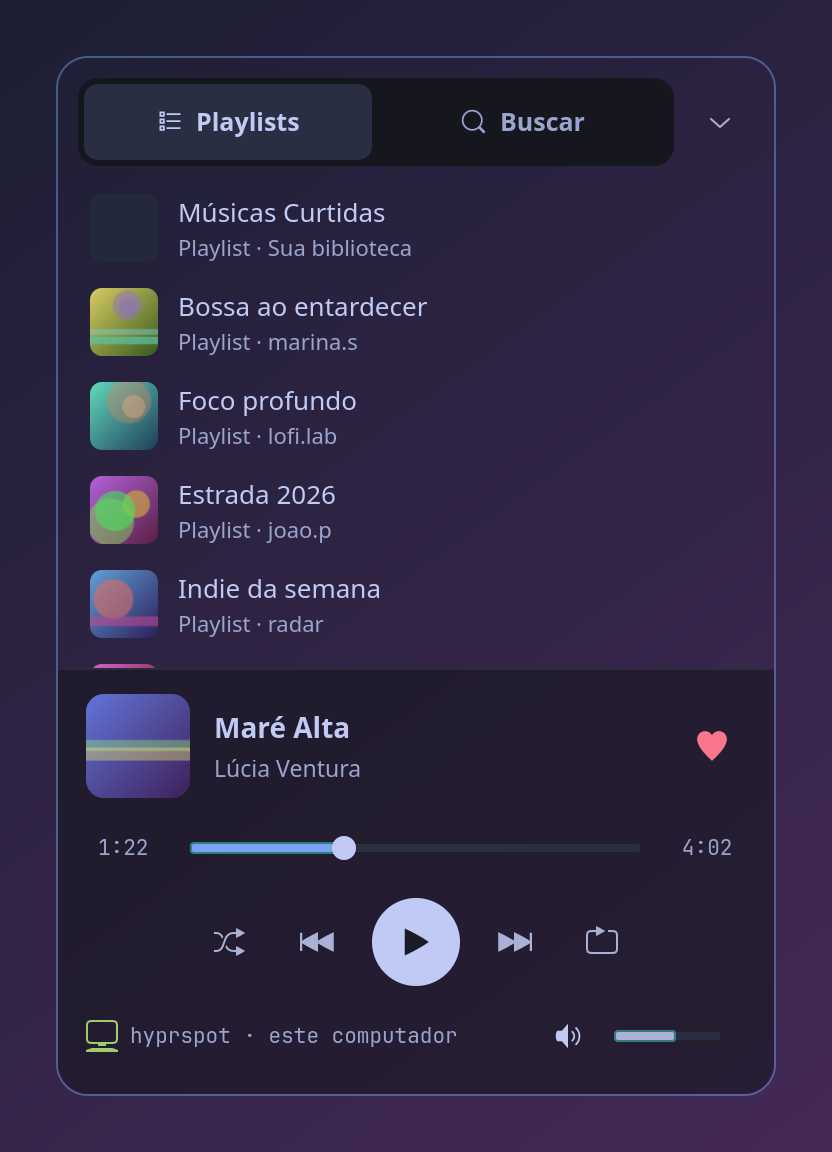 Playlists
Buscar
Músicas Curtidas
Playlist · Sua biblioteca
Bossa ao entardecer
Playlist · marina.s
Foco profundo
Playlist · lofi.lab
Estrada 2026
Playlist · joao.p
Indie da semana
Playlist · radar
Maré Alta
Lúcia Ventura
1:22
4:02
hyprspot · este computador